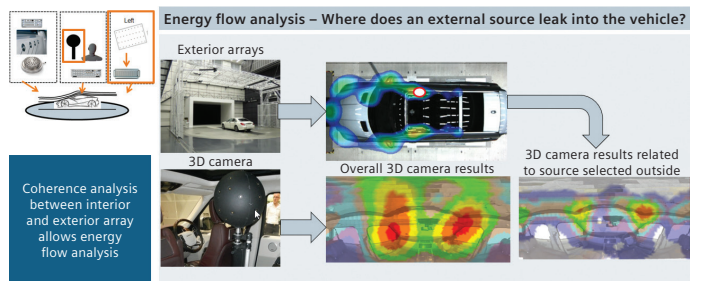 Left
Energy flow analysis – Where does an external source leak into the vehicle?
Exterior arrays
3D camera
Overall 3D camera results
3D camera results related
to source selected outside
Coherence analysis
between interior
and exterior array
allows energy
flow analysis